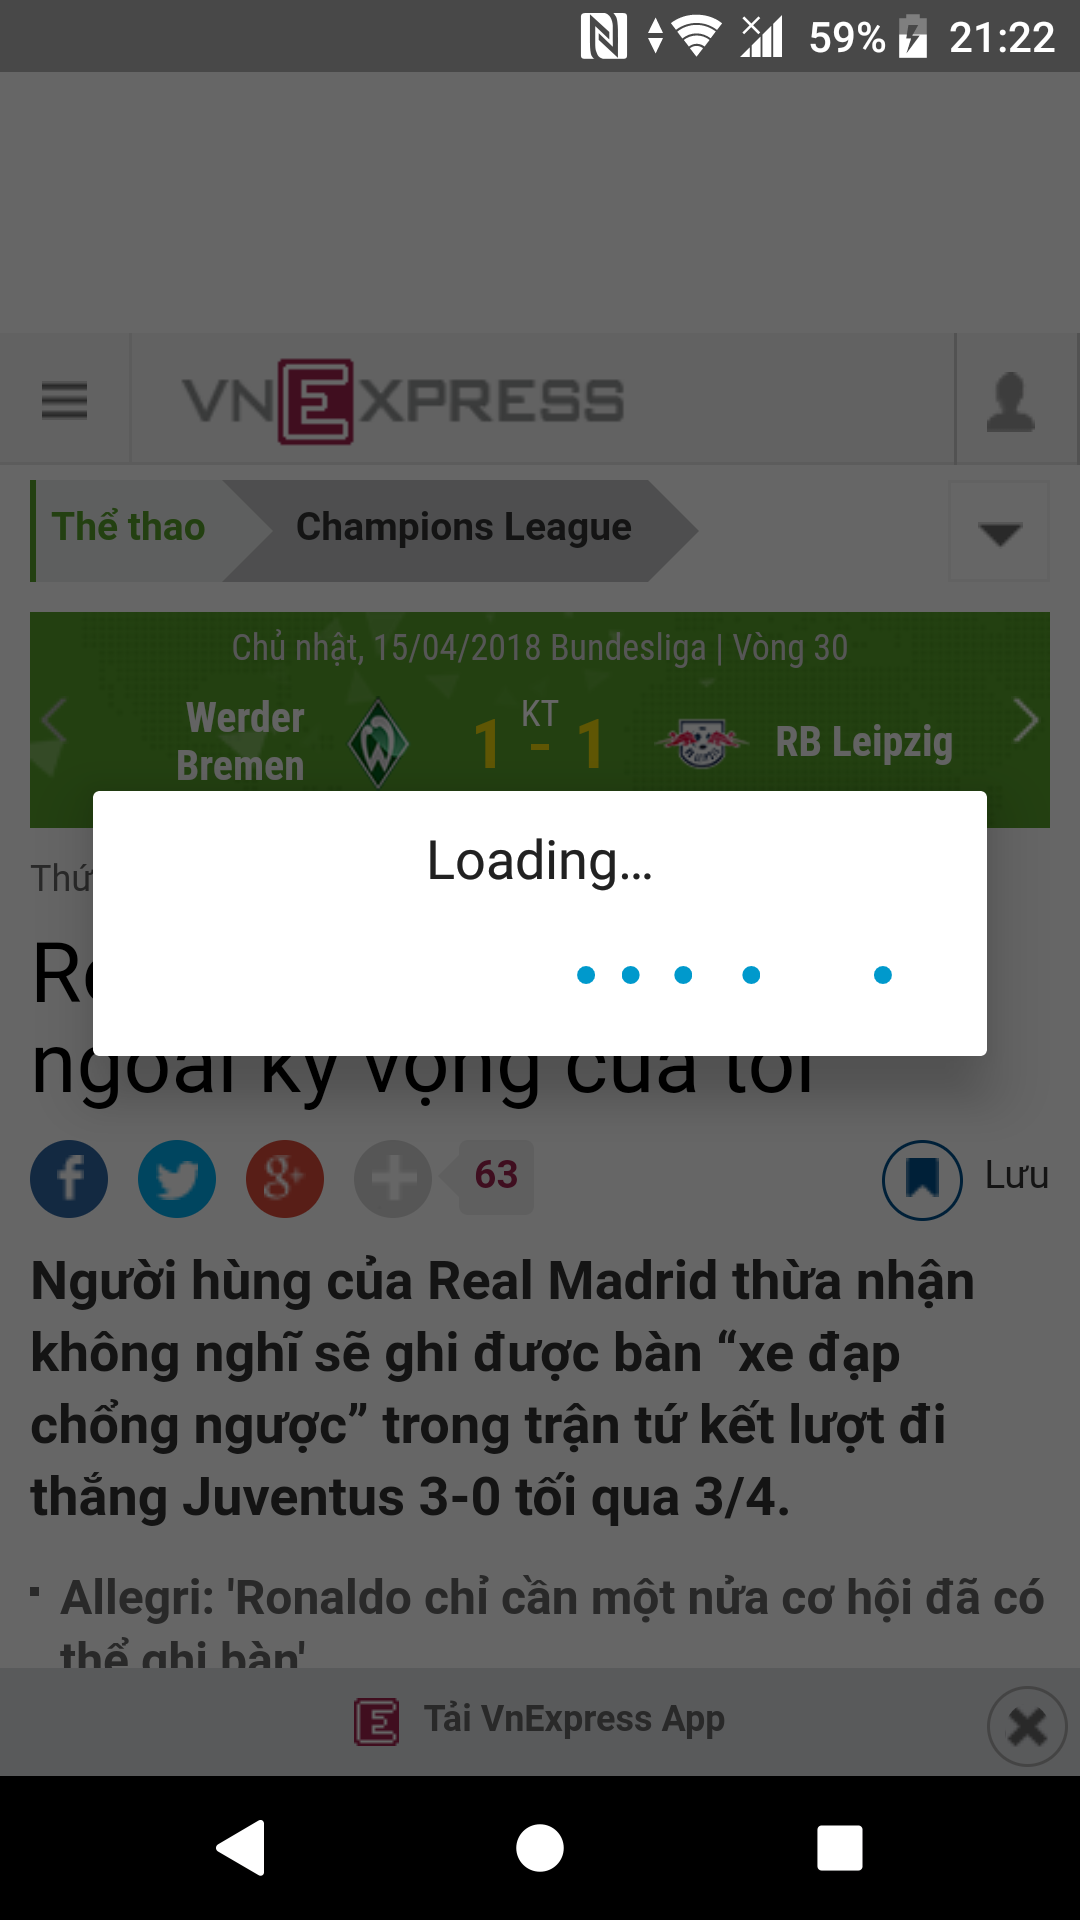 59% 21:22
VNEXPRESS
Thể thao Champions League
Chủ nhật, 15/04/2018 Bundesliga | Vòng 30
Werder Bremen 1 - 1 KT RB Leipzig
Loading...
ngoài kỳ vọng của tôi
63 Lưu
Người hùng của Real Madrid thừa nhận
không nghĩ sẽ ghi được bàn “xe đạp
chổng ngược” trong trận tứ kết lượt đi
thắng Juventus 3-0 tối qua 3/4.
Allegri: 'Ronaldo chỉ cần một nửa cơ hội đã có
thể ghi bàn'
Tải VnExpress App